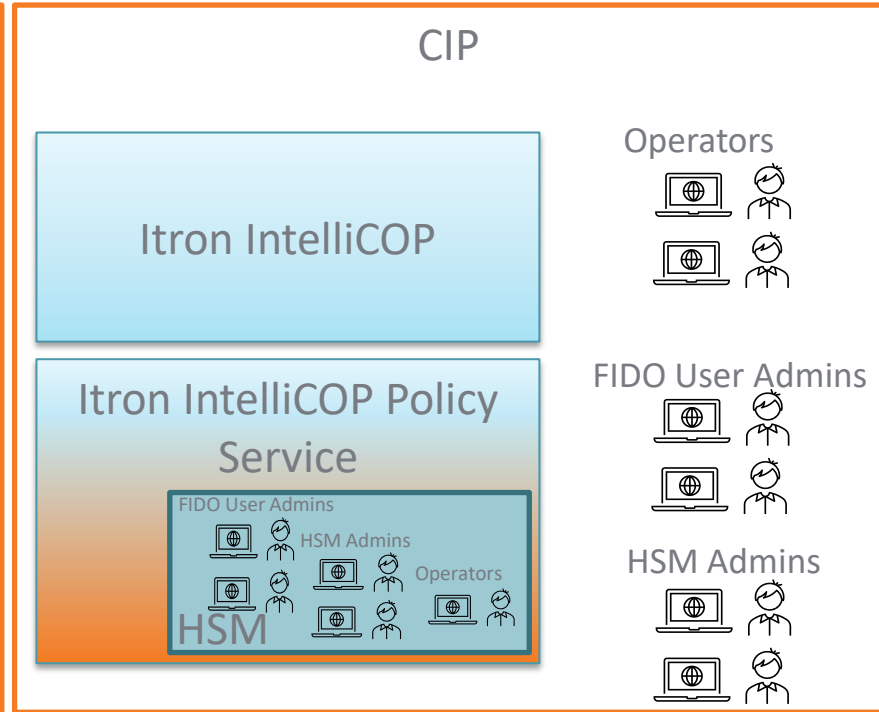 CIP
Itron IntelliCOP
Operators
Itron IntelliCOP Policy
Service
FIDO User Admins
HSM Admins
Operators
HSM
FIDO User Admins
HSM Admins